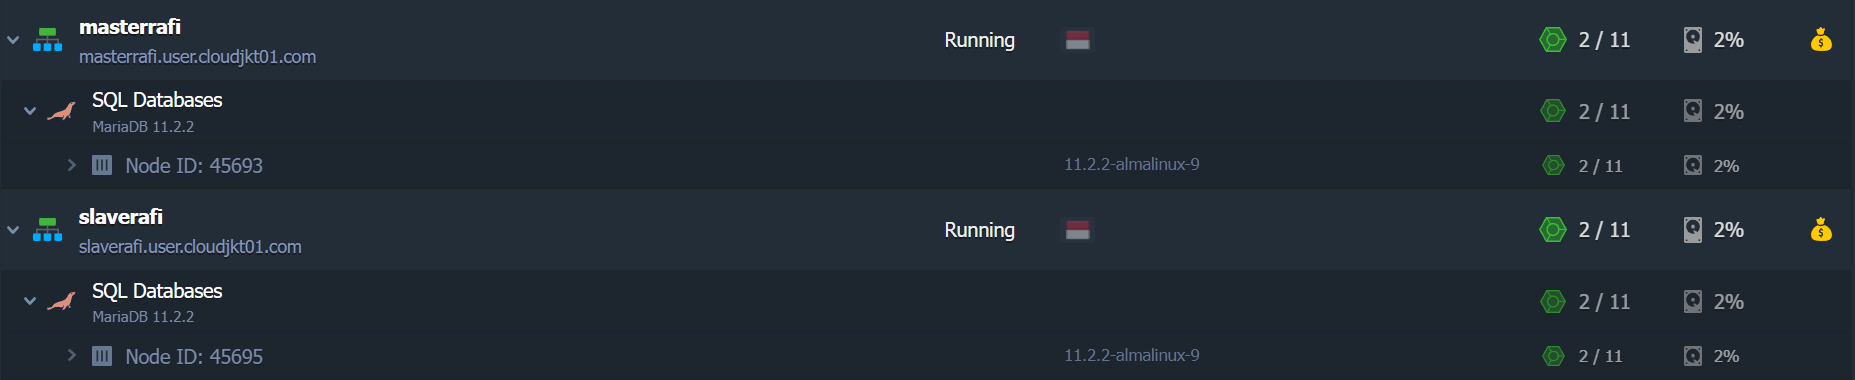 masterrafi
masterrafi.user.cloudjkt01.com
Running
2 / 11
2%
SQL Databases
MariaDB 11.2.2
2 / 11
2%
Node ID: 45693
11.2.2-almalinux-9
2 / 11
2%
slaverafi
slaverafi.user.cloudjkt01.com
Running
2 / 11
2%
SQL Databases
MariaDB 11.2.2
2 / 11
2%
Node ID: 45695
11.2.2-almalinux-9
2 / 11
2%